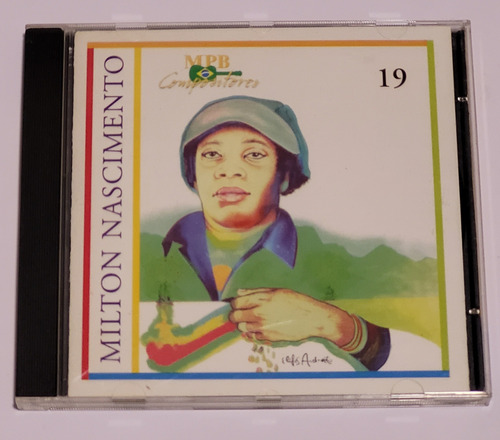 MPB
Compositores
19
MILTON NASCIMENTO